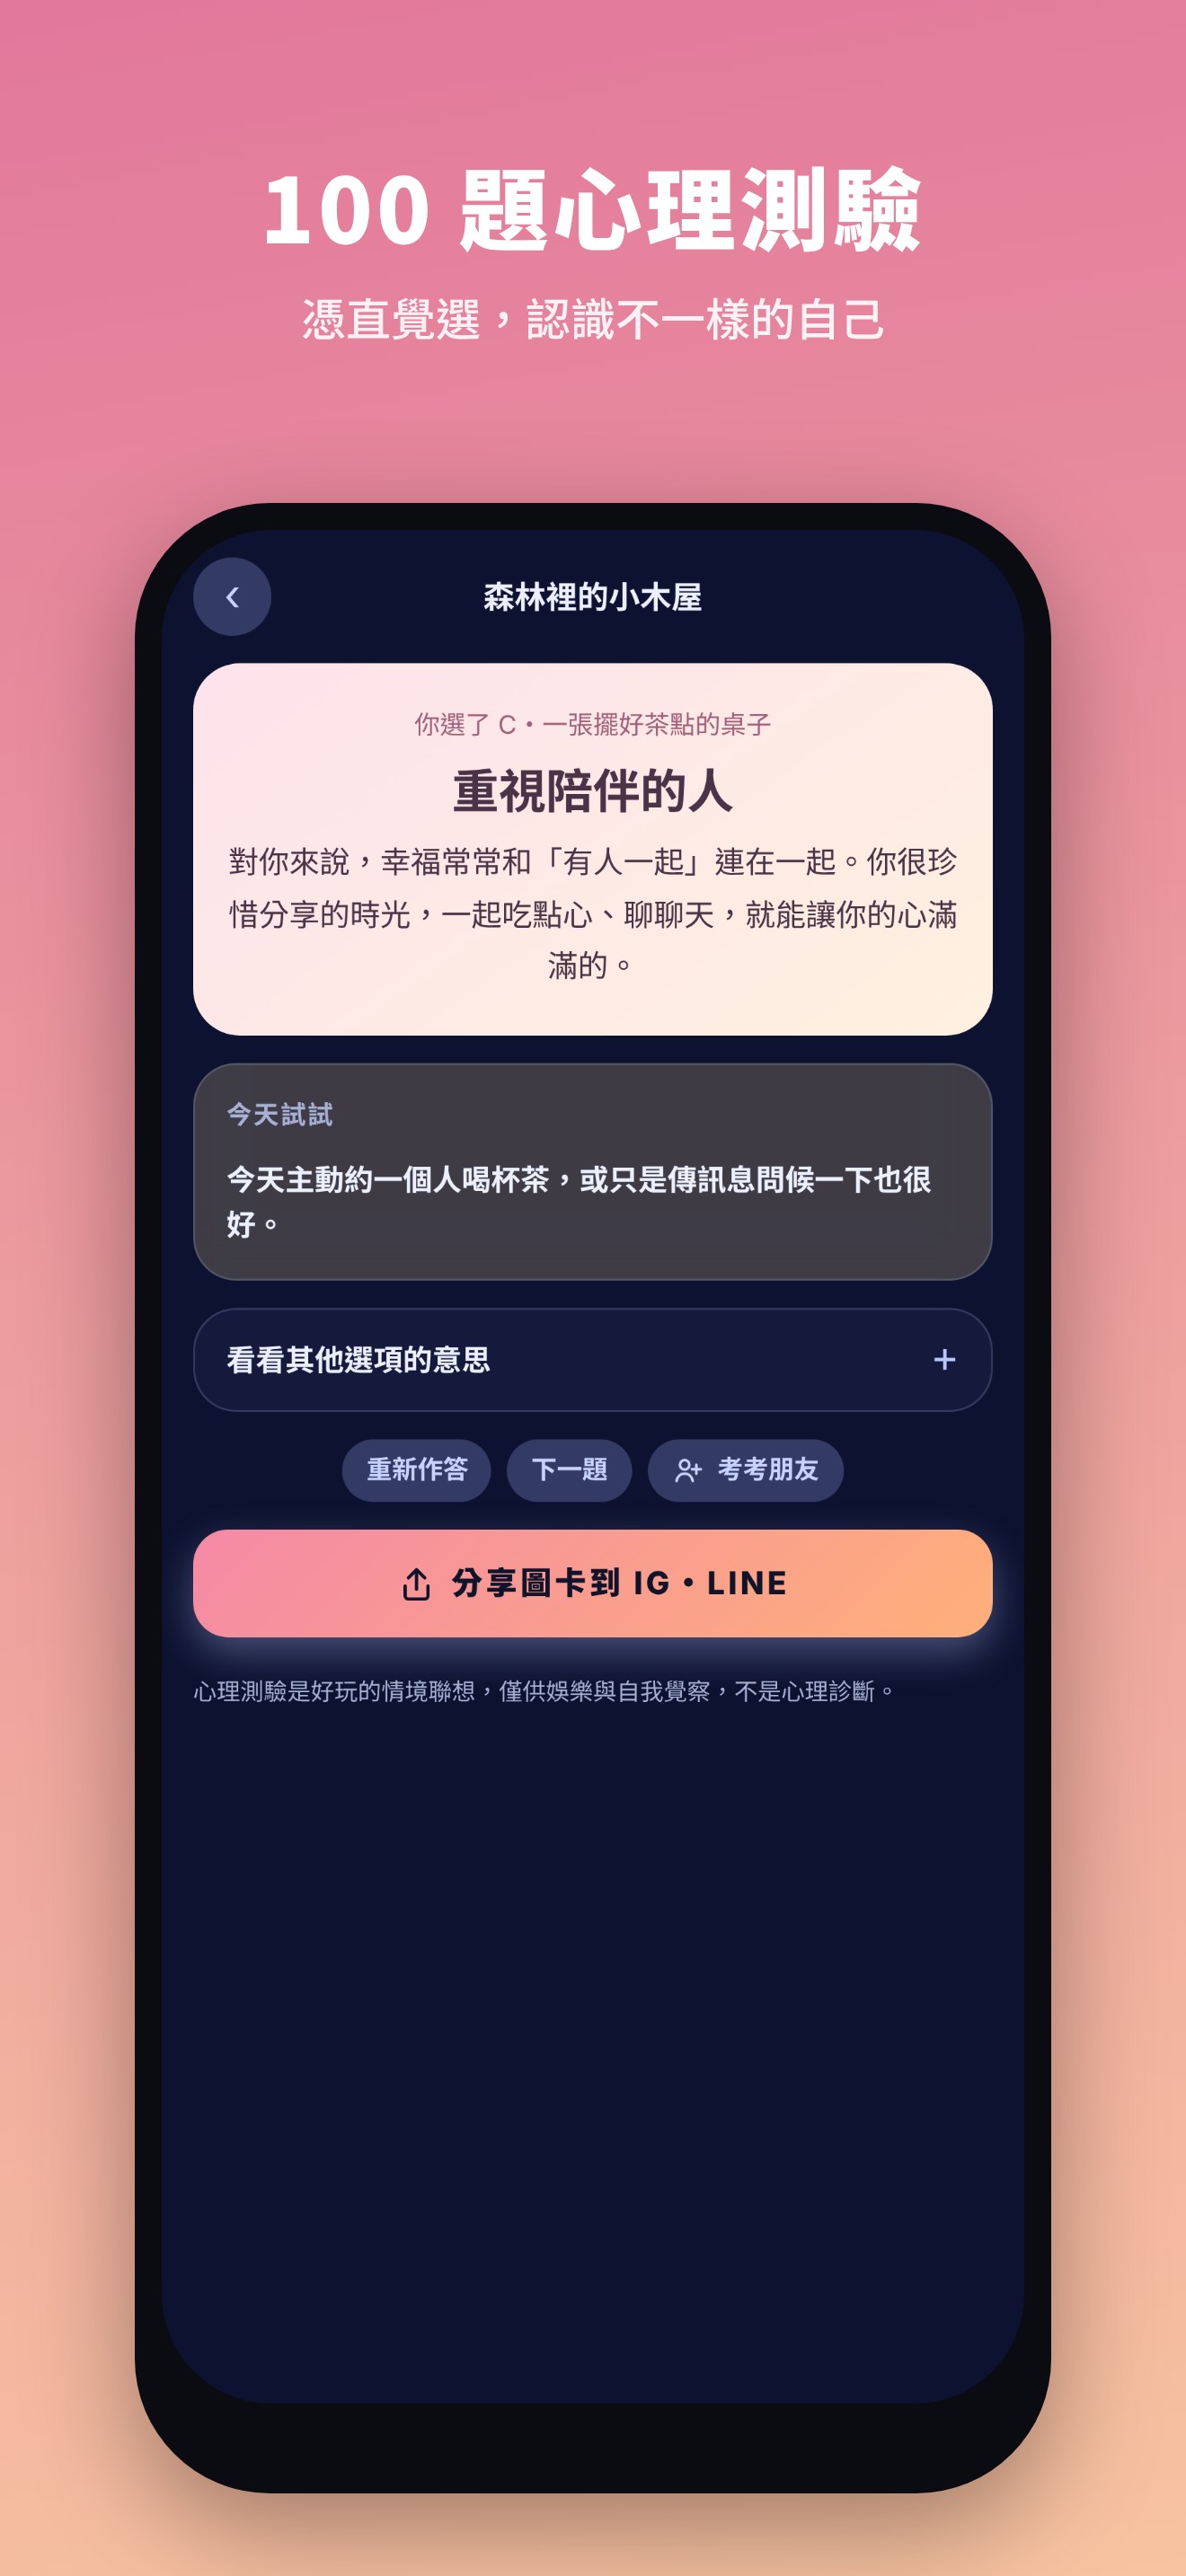 100 題心理測驗
憑直覺選，認識不一樣的自己
森林裡的小木屋
你選了 C・一張擺好茶點的桌子
重視陪伴的人
對你來說，幸福常常和「有人一起」連在一起。你很珍
惜分享的時光，一起吃點心、聊聊天，就能讓你的心滿
滿的。
今天試試
今天主動約一個人喝杯茶，或只是傳訊息問候一下也很
好。
看看其他選項的意思
重新作答 下一題 考考朋友
分享圖卡到 IG・LINE
心理測驗是好玩的情境聯想，僅供娛樂與自我覺察，不是心理診斷。